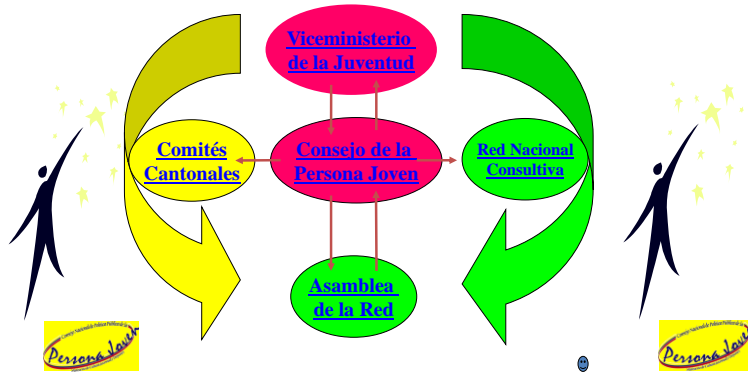 Viceministerio
de la Juventud
Comités
Cantonales
Consejo de la
Persona Joven
Red Nacional
Consultiva
Asamblea
de la Red
Persona Joven
Persona Joven